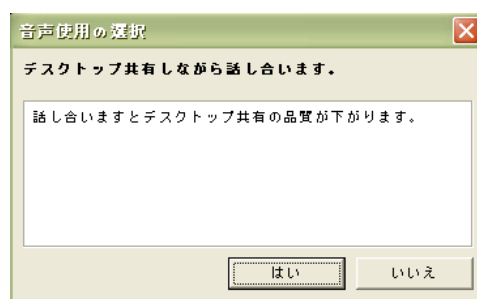 音声使用の選択
デスクトップ共有しながら話し合います.
話し合いますとデスクトップ共有の品質が下がります.
はい
いいえ